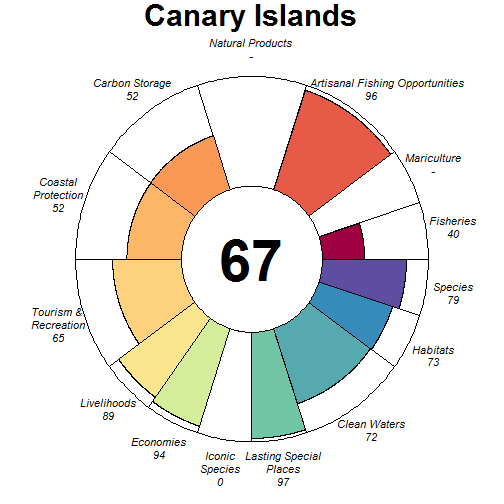 Canary Islands
Natural Products
-
Carbon Storage
52
Artisanal Fishing Opportunities
96
Mariculture
-
Coastal
Protection
52
Fisheries
40
67
Species
79
Tourism &
Recreation
65
Habitats
73
Livelihoods
89
Clean Waters
72
Economies
94
Iconic
Species
0
Lasting Special
Places
97